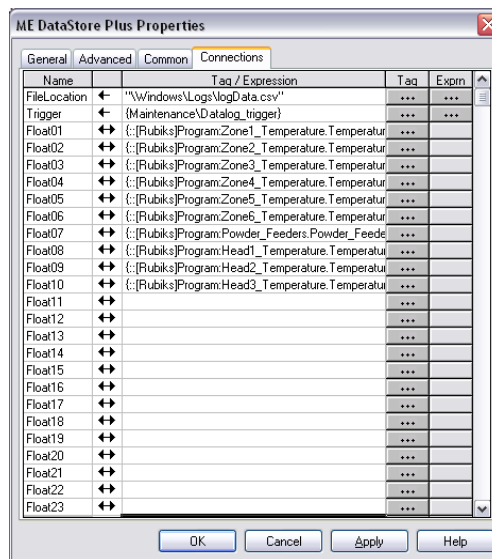 ME DataStore Plus Properties
General Advanced Common Connections
Name Tag / Expression Tag Exprn
FileLocation ← "\Windows\Logs\logData.csv" ... ...
Trigger ← {Maintenance\Datalog_trigger} ... ...
Float01 ↔ {::[Rubiks]Program:Zone1_Temperature.Temperatur ...
Float02 ↔ {::[Rubiks]Program:Zone2_Temperature.Temperatur ...
Float03 ↔ {::[Rubiks]Program:Zone3_Temperature.Temperatur ...
Float04 ↔ {::[Rubiks]Program:Zone4_Temperature.Temperatur ...
Float05 ↔ {::[Rubiks]Program:Zone5_Temperature.Temperatur ...
Float06 ↔ {::[Rubiks]Program:Zone6_Temperature.Temperatur ...
Float07 ↔ {::[Rubiks]Program:Powder_Feeders.Powder_Feede ...
Float08 ↔ {::[Rubiks]Program:Head1_Temperature.Temperatur ...
Float09 ↔ {::[Rubiks]Program:Head2_Temperature.Temperatur ...
Float10 ↔ {::[Rubiks]Program:Head3_Temperature.Temperatur ...
Float11 ↔ ...
Float12 ↔ ...
Float13 ↔ ...
Float14 ↔ ...
Float15 ↔ ...
Float16 ↔ ...
Float17 ↔ ...
Float18 ↔ ...
Float19 ↔ ...
Float20 ↔ ...
Float21 ↔ ...
Float22 ↔ ...
Float23 ↔ ...
OK Cancel Apply Help